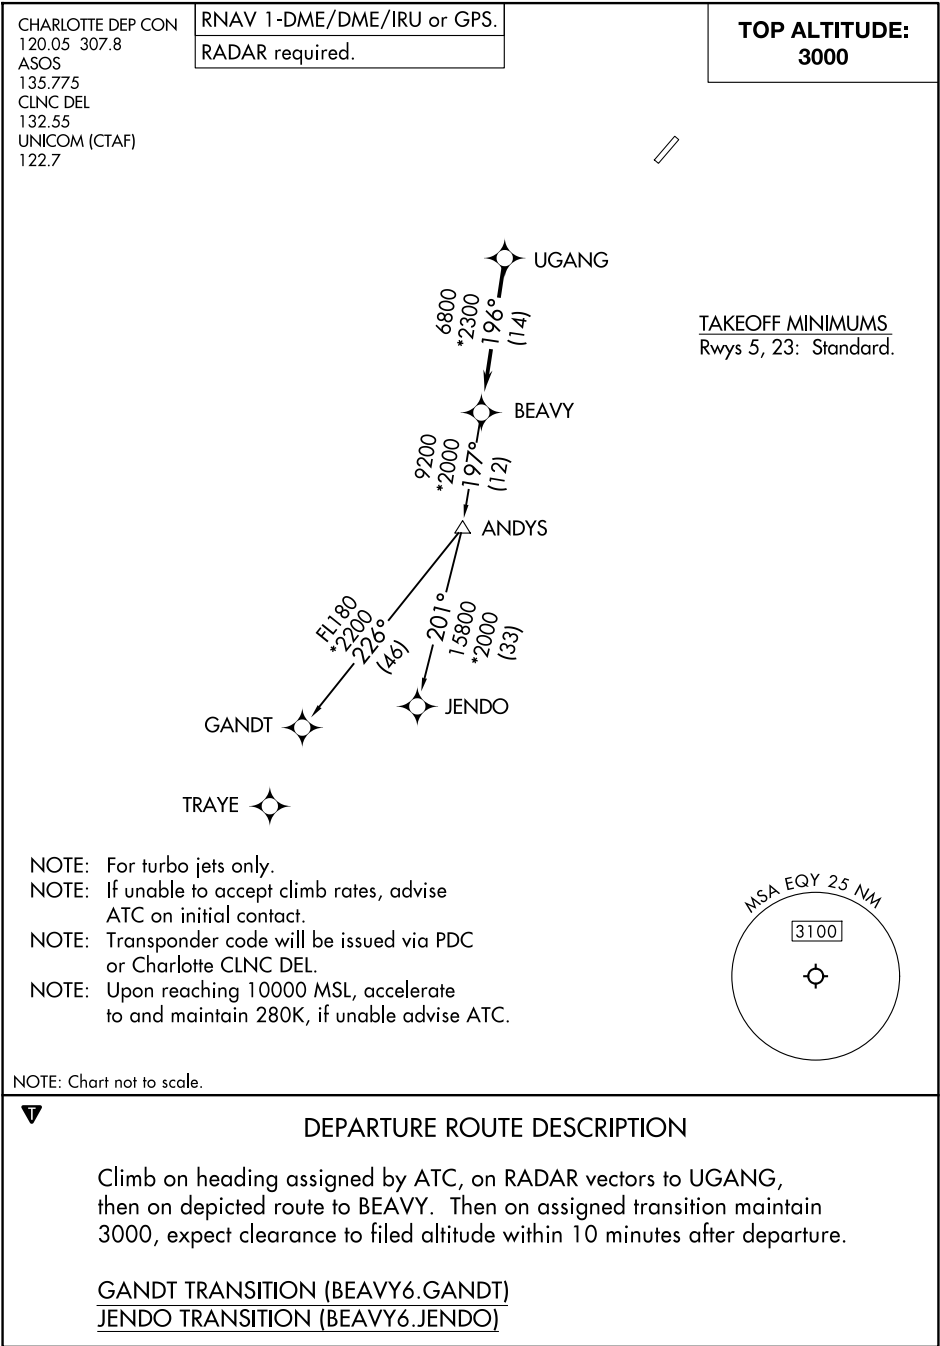 CHARLOTTE DEP CON
120.05 307.8
ASOS
135.775
CLNC DEL
132.55
UNICOM (CTAF)
122.7
RNAV 1-DME/DME/IRU or GPS.
RADAR required.
TOP ALTITUDE:
3000
UGANG
6800
*2300
196°
(14)
TAKEOFF MINIMUMS
Rwys 5, 23: Standard.
BEAVY
9200
*2000
197°
(12)
ANDYS
FL180
*2200
226°
(46)
201°
15800
*2000
(33)
JENDO
GANDT
TRAYE
NOTE: For turbo jets only.
NOTE: If unable to accept climb rates, advise
ATC on initial contact.
NOTE: Transponder code will be issued via PDC
or Charlotte CLNC DEL.
NOTE: Upon reaching 10000 MSL, accelerate
to and maintain 280K, if unable advise ATC.
MSA EQY 25 NM
3100
NOTE: Chart not to scale.
T
DEPARTURE ROUTE DESCRIPTION
Climb on heading assigned by ATC, on RADAR vectors to UGANG,
then on depicted route to BEAVY. Then on assigned transition maintain
3000, expect clearance to filed altitude within 10 minutes after departure.
GANDT TRANSITION (BEAVY6.GANDT)
JENDO TRANSITION (BEAVY6.JENDO)